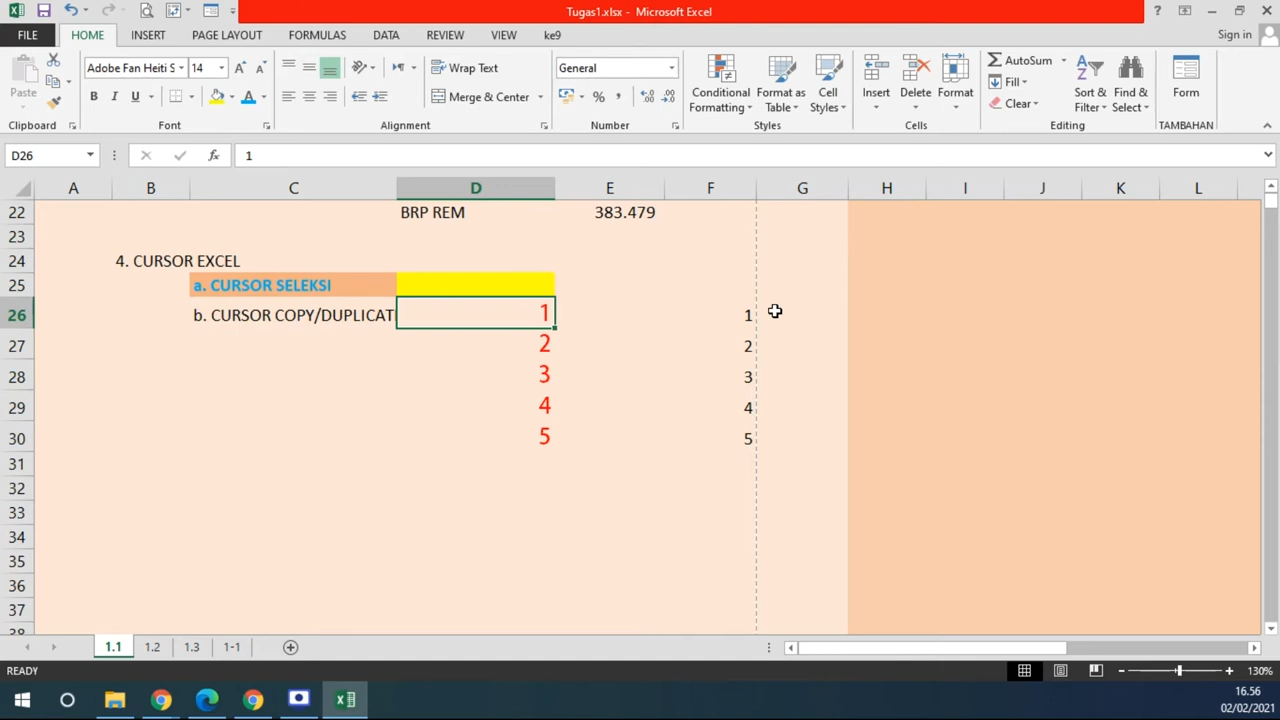 Tugas1.xlsx - Microsoft Excel
?
FILE HOME INSERT PAGE LAYOUT FORMULAS DATA REVIEW VIEW ke9 Sign in
Adobe Fan Heiti S 14 Wrap Text General AutoSum
Paste Conditional Formatting Format as Table Cell Styles Insert Delete Format Fill Sort & Filter Find & Select Form
B I U A Merge & Center % Clear
Clipboard Font Alignment Number Styles Cells Editing TAMBAHAN
D26 fx 1
A B C D E F G H I J K L
22 BRP REM 383.479
23
24 4. CURSOR EXCEL
25 a. CURSOR SELEKSI
26 b. CURSOR COPY/DUPLICAT 1 1
27 2 2
28 3 3
29 4 4
30 5 5
31
32
33
34
35
36
37
38
1.1 1.2 1.3 1-1
READY 130%
16.56
02/02/2021